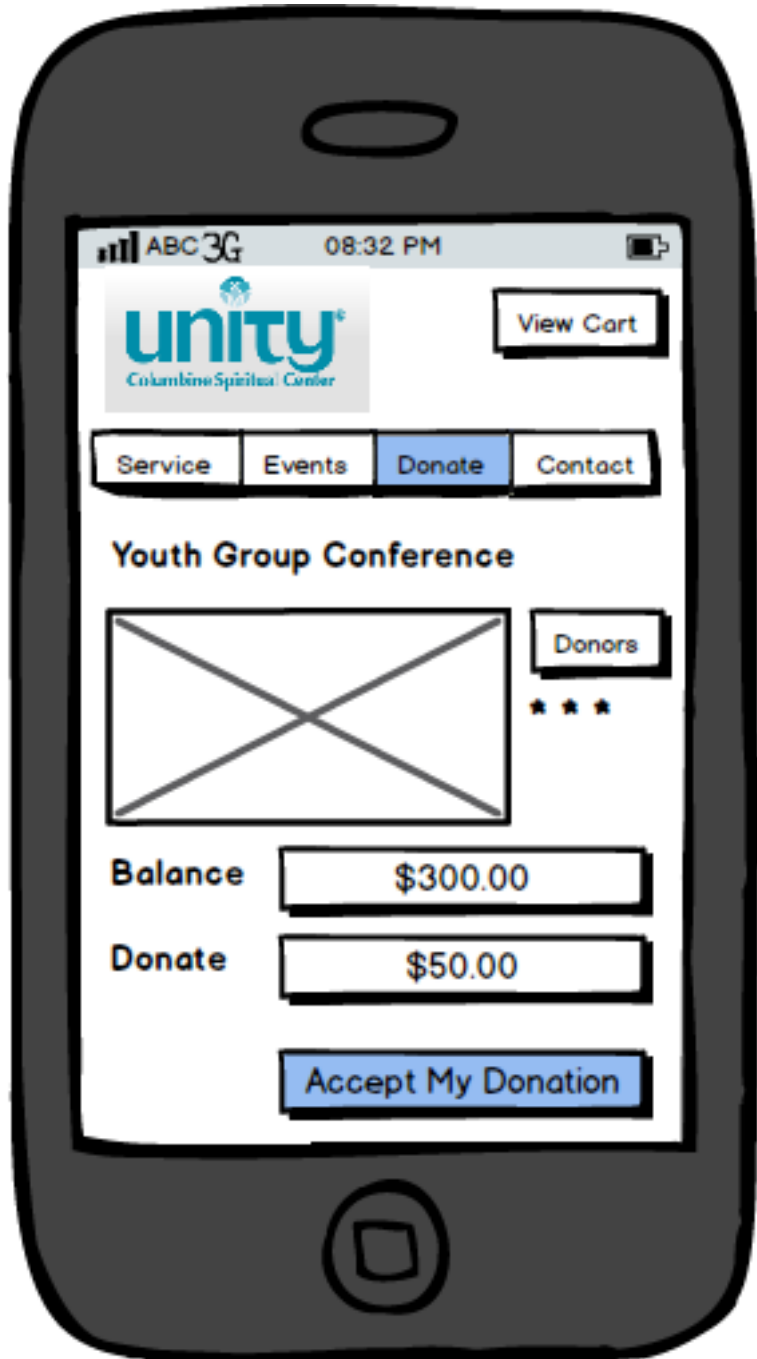 ABC 3G 08:32 PM
unity®
Columbine Spiritual Center
View Cart
Service Events Donate Contact
Youth Group Conference
Donors
* * *
Balance $300.00
Donate $50.00
Accept My Donation